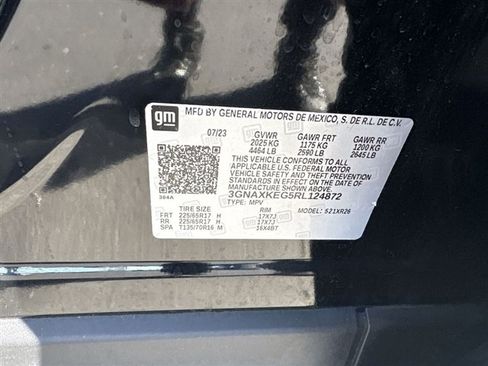 gm
MFD BY GENERAL MOTORS DE MEXICO, S. DE R.L. DE C.V.
07/23 GVWR GAWR FRT GAWR RR
2025 KG 1175 KG 1200 KG
4464 LB 2590 LB 2645 LB
THIS VEHICLE CONFORMS TO ALL
APPLICABLE U.S. FEDERAL MOTOR
VEHICLE SAFETY AND THEFT PREVENTION
STANDARDS IN EFFECT ON THE DATE OF
MANUFACTURE SHOWN ABOVE.
3GNAXKEG5RL124872
TYPE: MPV MODEL: S21XR26
TIRE SIZE RIM
FRT 225/65R17 H 17X7J
RR 225/65R17 H 17X7J
SPA T135/70R16 M 16X4BT